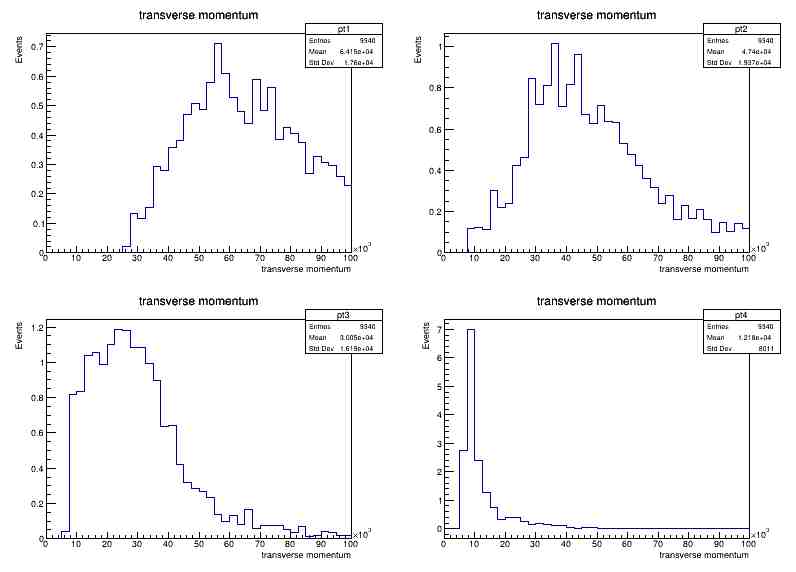 transverse momentum
pt1
Entries 9340
Mean 6.415e+04
Std Dev 1.76e+04
Events
0.7
0.6
0.5
0.4
0.3
0.2
0.1
0
0 10 20 30 40 50 60 70 80 90 100
×10³
transverse momentum
transverse momentum
pt2
Entries 9340
Mean 4.74e+04
Std Dev 1.937e+04
Events
1
0.8
0.6
0.4
0.2
0
0 10 20 30 40 50 60 70 80 90 100
×10³
transverse momentum
transverse momentum
pt3
Entries 9340
Mean 3.005e+04
Std Dev 1.619e+04
Events
1.2
1
0.8
0.6
0.4
0.2
0
0 10 20 30 40 50 60 70 80 90 100
×10³
transverse momentum
transverse momentum
pt4
Entries 9340
Mean 1.218e+04
Std Dev 8011
Events
7
6
5
4
3
2
1
0
0 10 20 30 40 50 60 70 80 90 100
×10³
transverse momentum